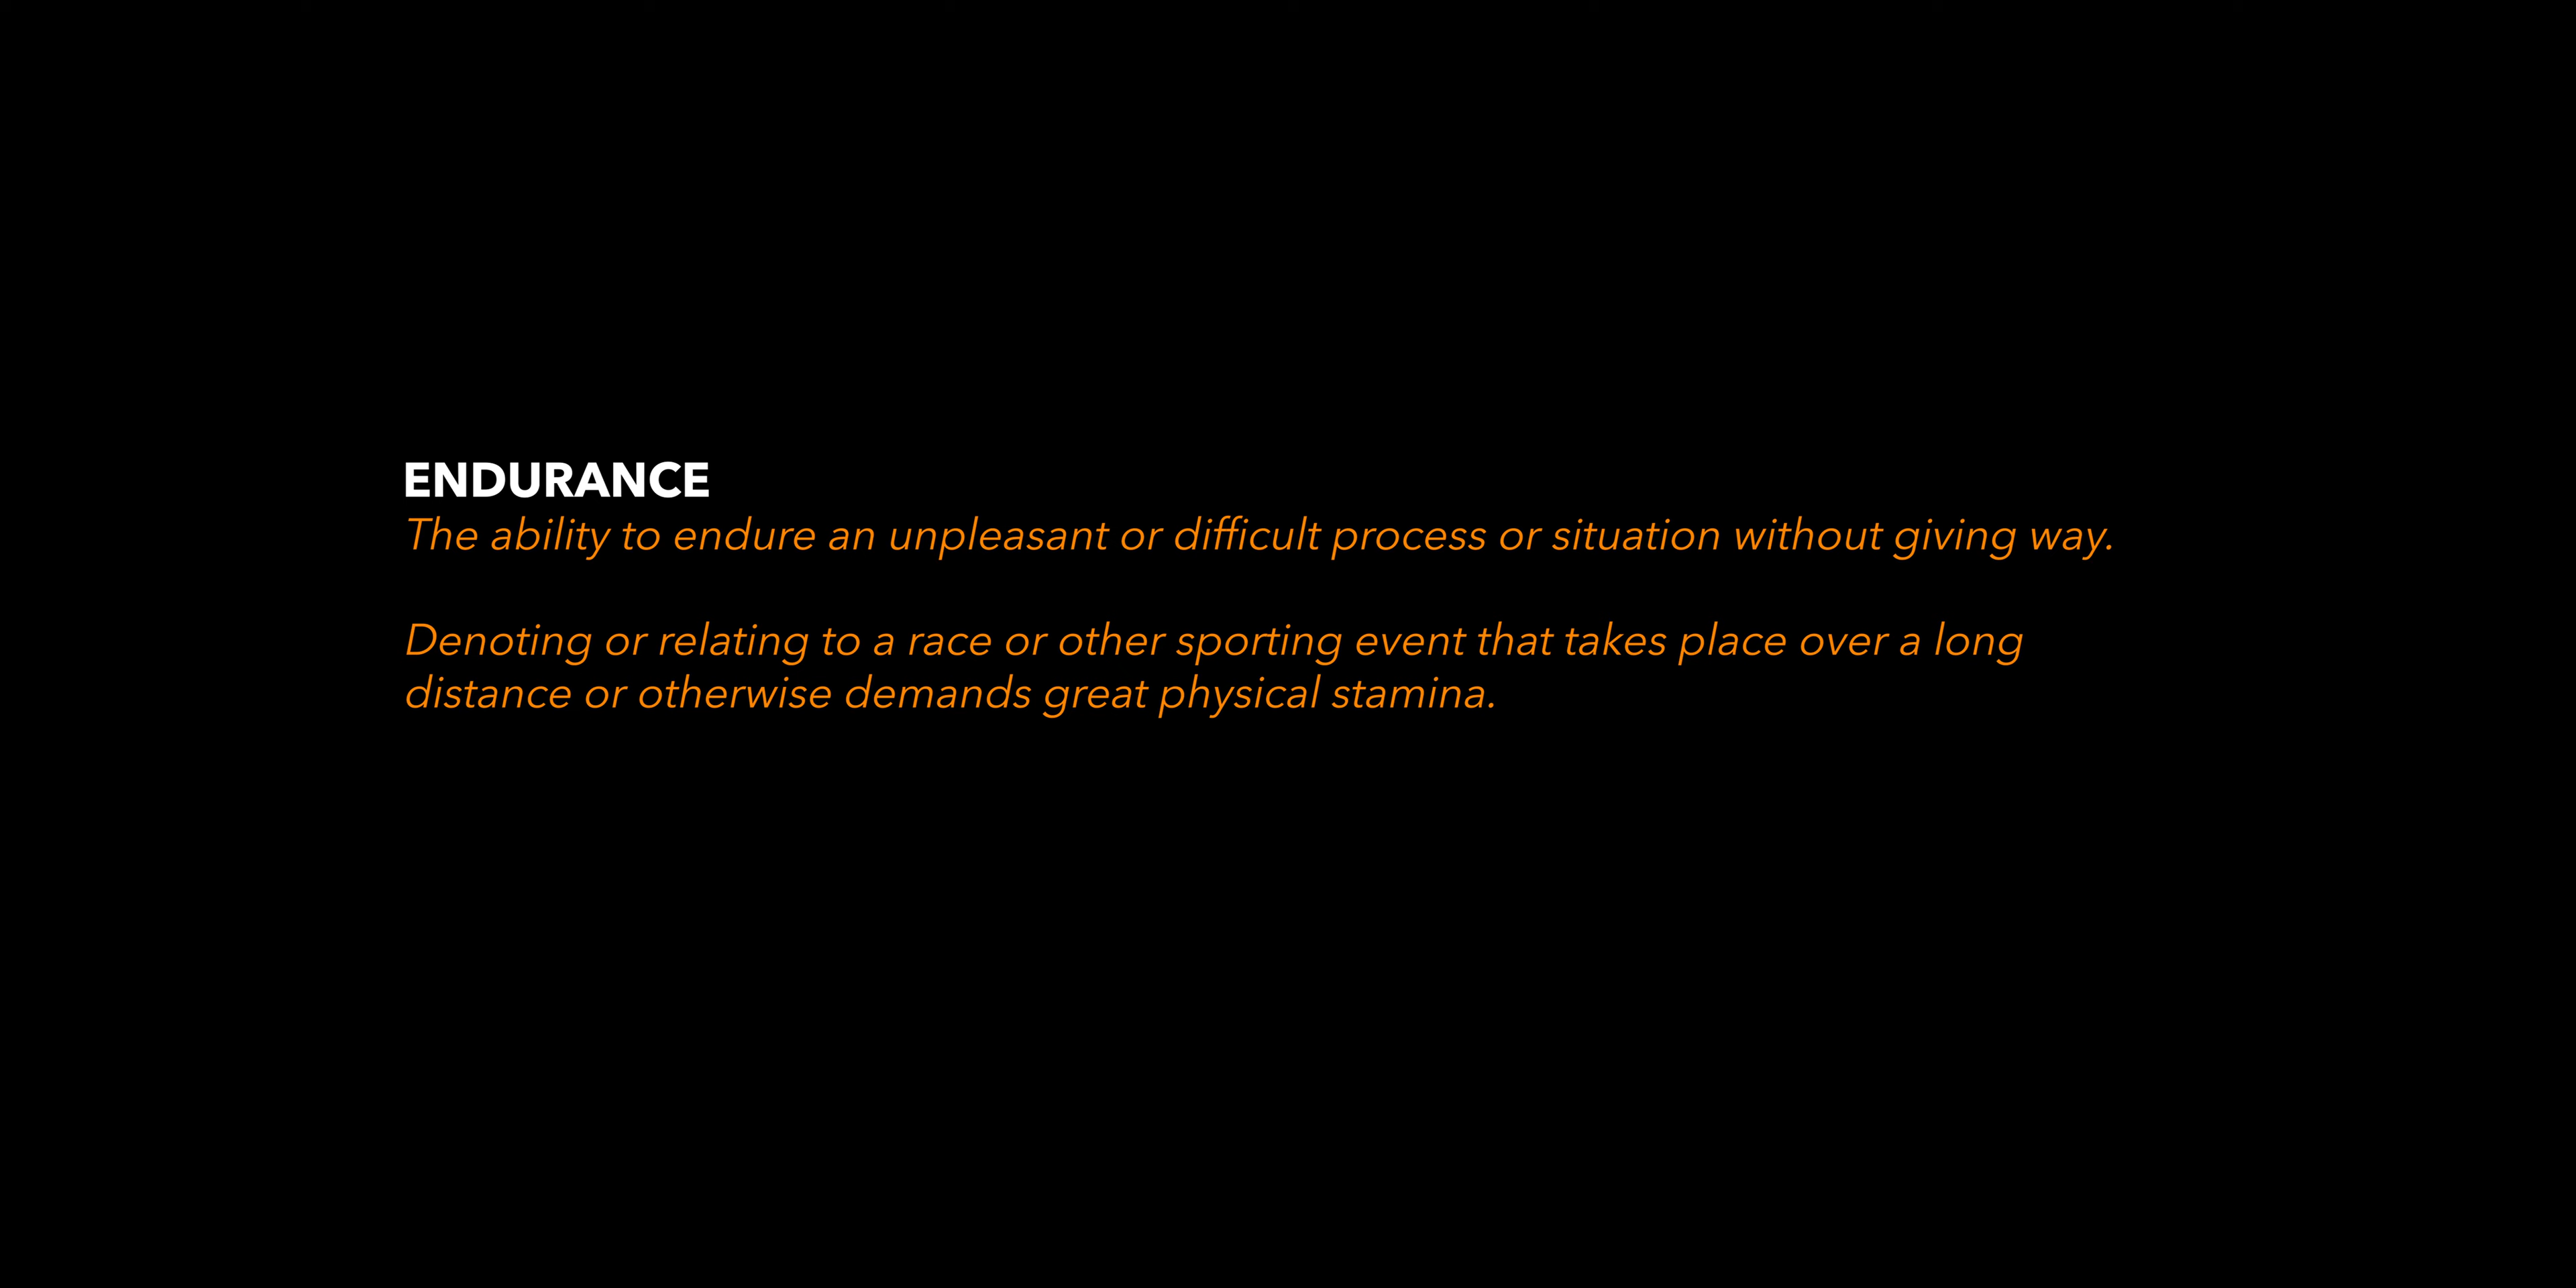 ENDURANCE
The ability to endure an unpleasant or difficult process or situation without giving way.
Denoting or relating to a race or other sporting event that takes place over a long
distance or otherwise demands great physical stamina.